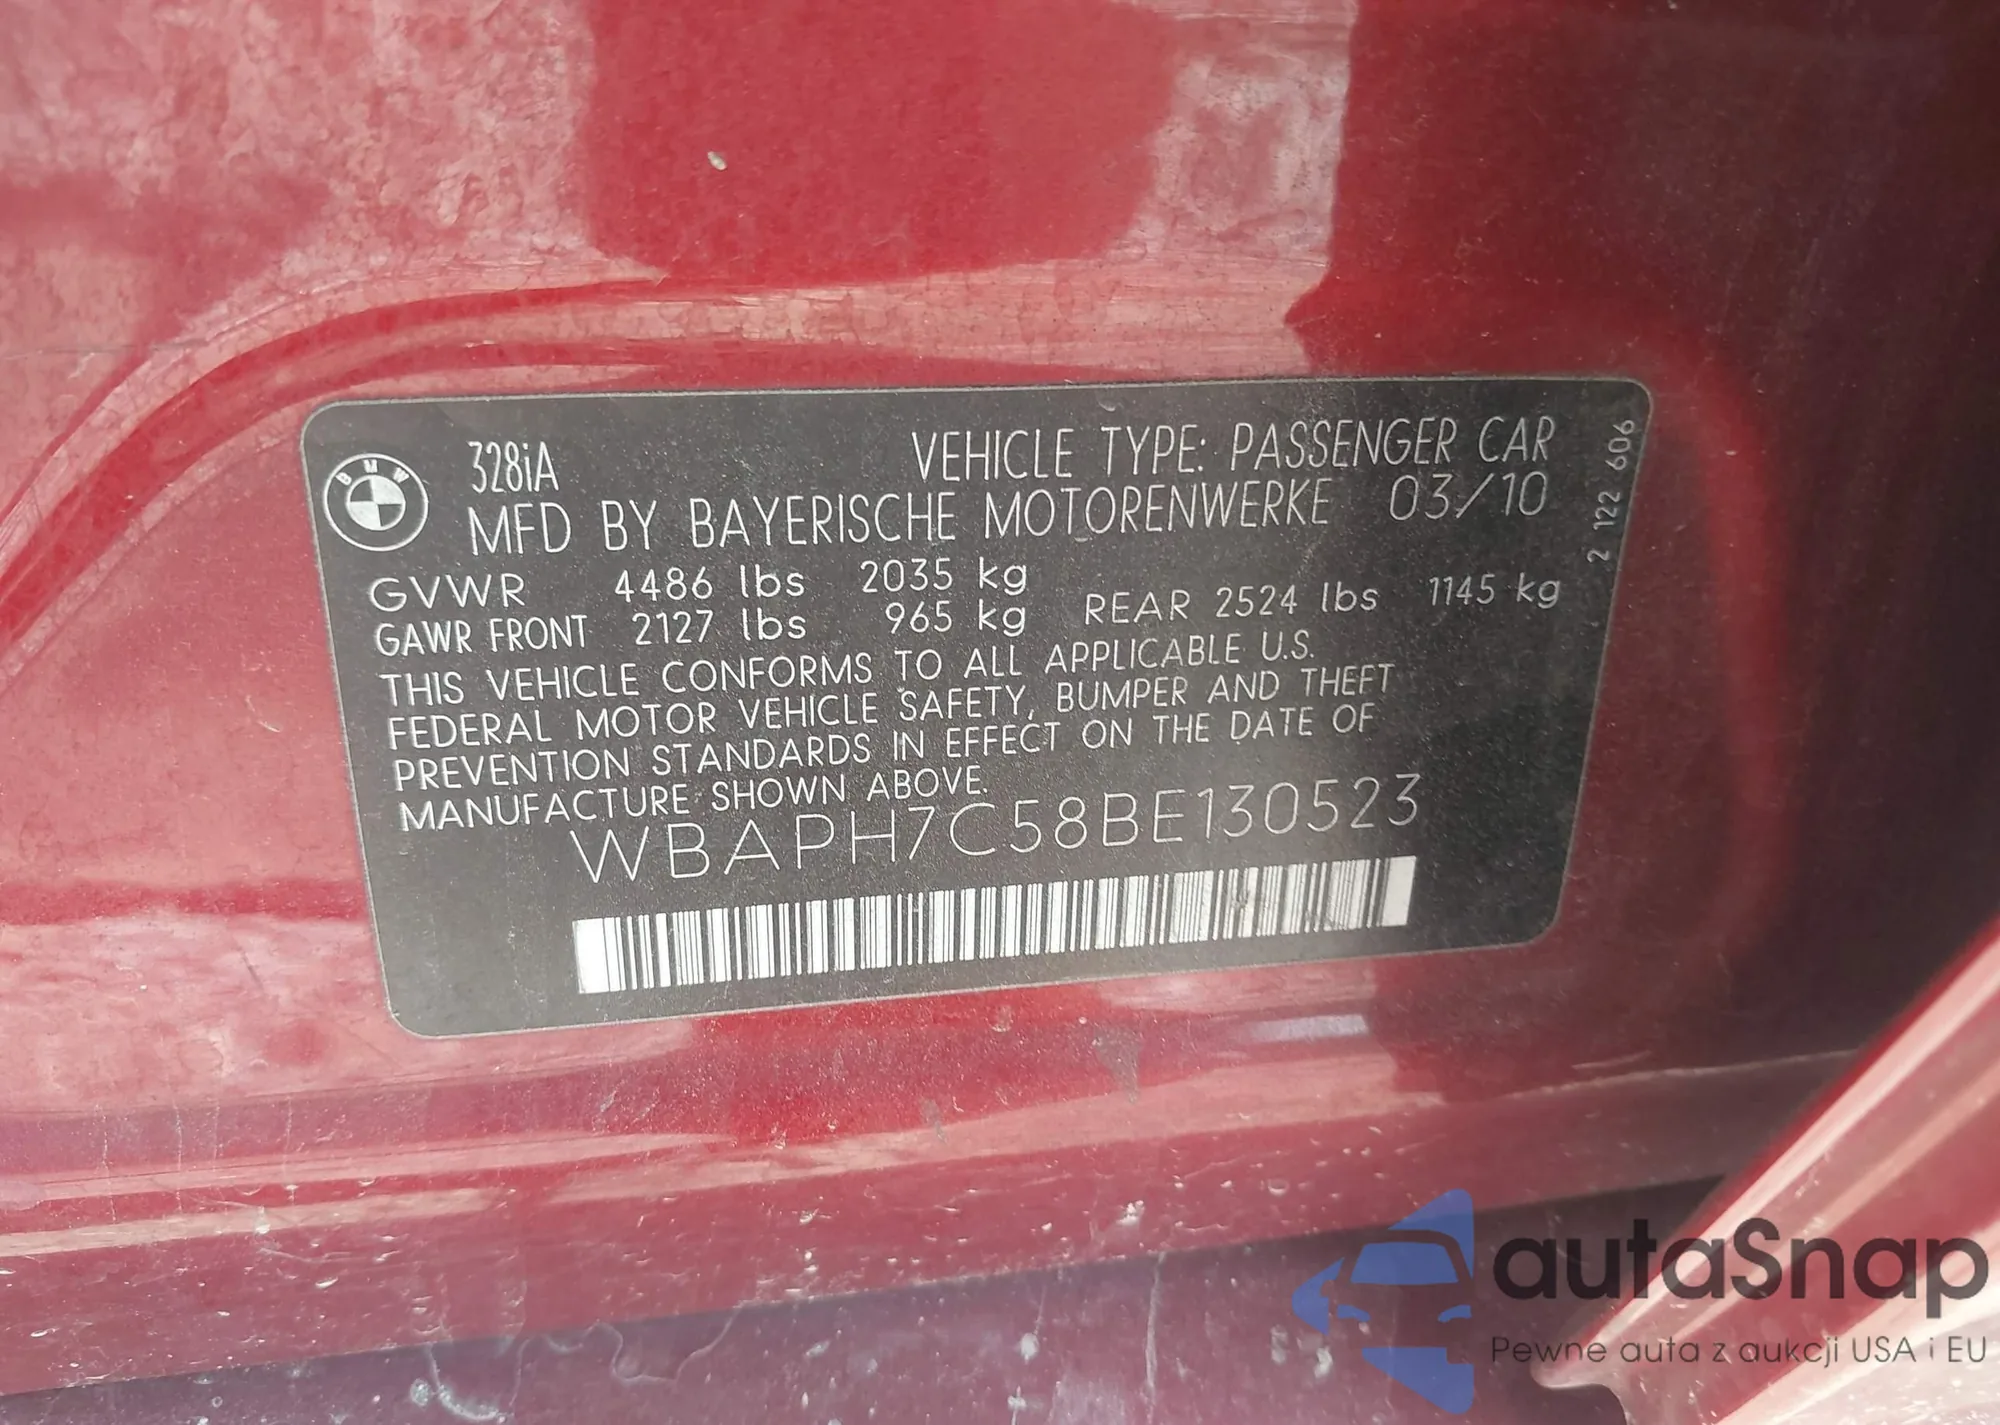 BMW
328iA VEHICLE TYPE: PASSENGER CAR
MFD BY BAYERISCHE MOTORENWERKE 03/10
GVWR 4486 lbs 2035 kg
GAWR FRONT 2127 lbs 965 kg REAR 2524 lbs 1145 kg
THIS VEHICLE CONFORMS TO ALL APPLICABLE U.S.
FEDERAL MOTOR VEHICLE SAFETY, BUMPER AND THEFT
PREVENTION STANDARDS IN EFFECT ON THE DATE OF
MANUFACTURE SHOWN ABOVE.
WBAPH7C58BE130523
2 122 606
autaSnap
Pewne auta z aukcji USA i EU